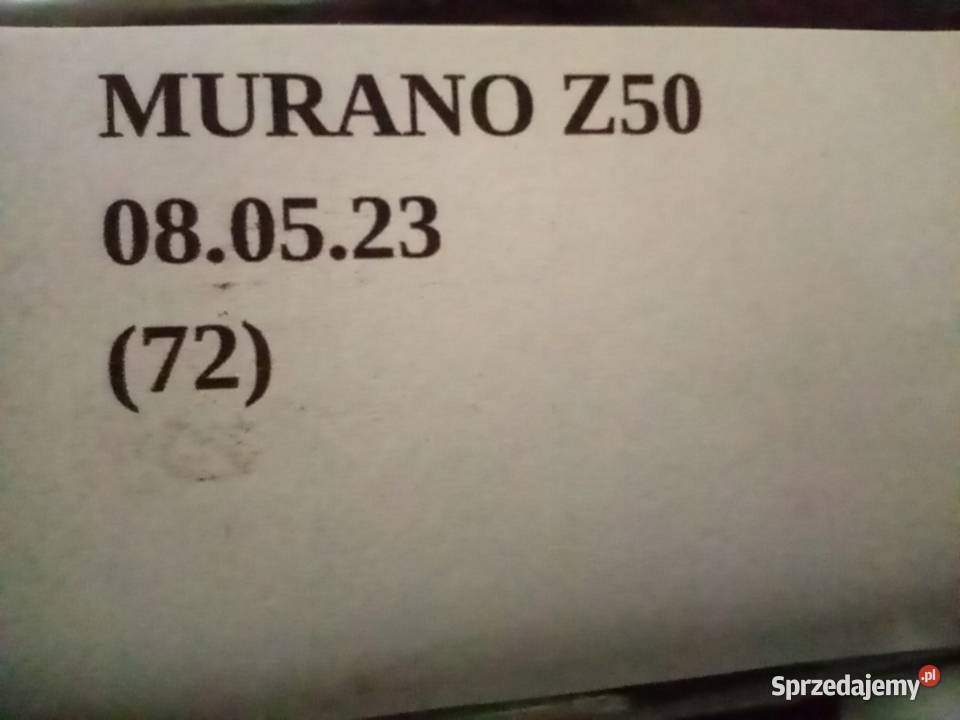 MURANO Z50
08.05.23
(72)
Sprzedajemy.pl